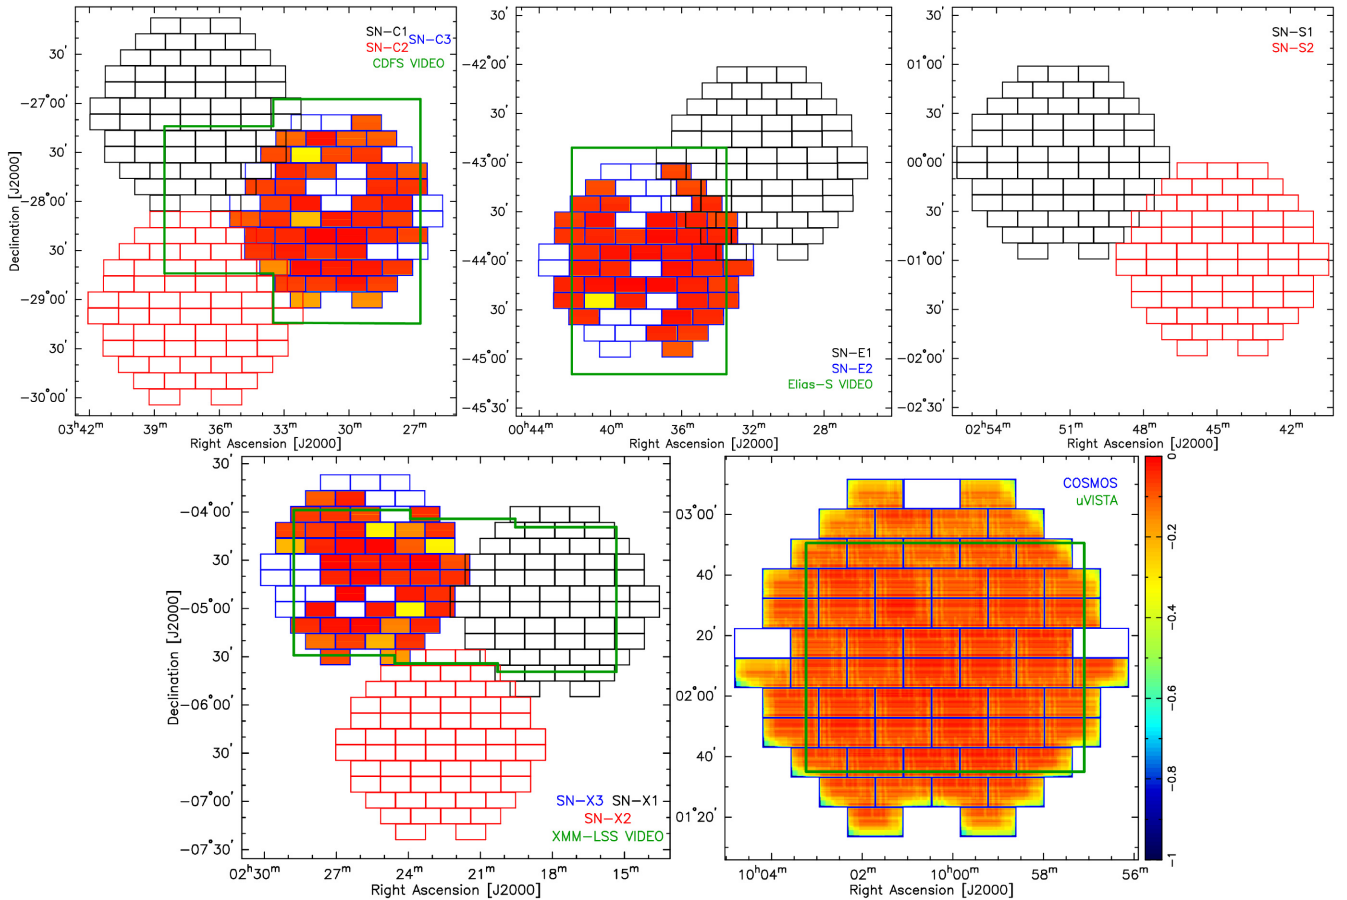 SN-C1
SN-C2
SN-C3
CDFS VIDEO
30′
-27°00′
30′
-28°00′
30′
-29°00′
30′
-30°00′
Declination [J2000]
03ʰ42ᵐ 39ᵐ 36ᵐ 33ᵐ 30ᵐ 27ᵐ
Right Ascension [J2000]
30′
-42°00′
30′
-43°00′
30′
-44°00′
30′
-45°00′
-45°30′
SN-E1
SN-E2
Elias-S VIDEO
00ʰ44ᵐ 40ᵐ 36ᵐ 32ᵐ 28ᵐ
Right Ascension [J2000]
SN-S1
SN-S2
30′
01°00′
30′
00°00′
30′
-01°00′
30′
-02°00′
-02°30′
02ʰ54ᵐ 51ᵐ 48ᵐ 45ᵐ 42ᵐ
Right Ascension [J2000]
30′
-04°00′
30′
-05°00′
30′
-06°00′
30′
-07°00′
-07°30′
Declination [J2000]
SN-X3 SN-X1
SN-X2
XMM-LSS VIDEO
02ʰ30ᵐ 27ᵐ 24ᵐ 21ᵐ 18ᵐ 15ᵐ
Right Ascension [J2000]
COSMOS
uVISTA
03°00′
40′
20′
02°00′
40′
01°20′
10ʰ04ᵐ 02ᵐ 10ʰ00ᵐ 58ᵐ 56ᵐ
Right Ascension [J2000]
0
-0.2
-0.4
-0.6
-0.8
-1